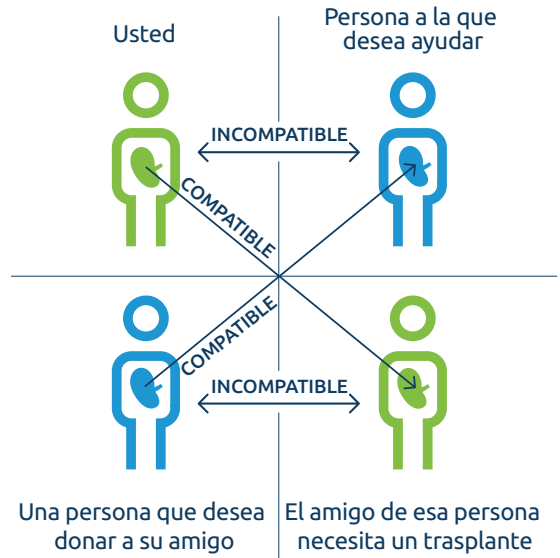 Usted
Persona a la que
desea ayudar
INCOMPATIBLE
COMPATIBLE
COMPATIBLE
INCOMPATIBLE
Una persona que desea
donar a su amigo
El amigo de esa persona
necesita un trasplante